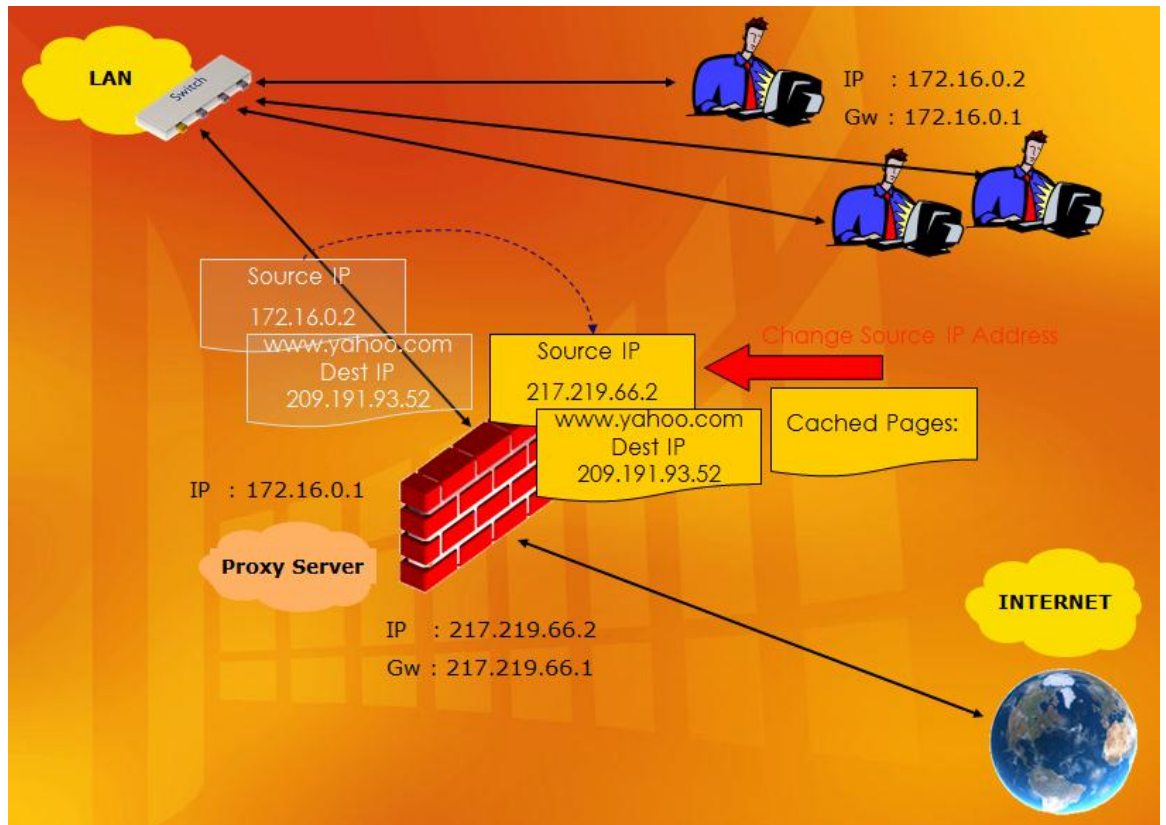 LAN
Switch
IP : 172.16.0.2
Gw : 172.16.0.1
Source IP
172.16.0.2
www.yahoo.com
Dest IP
209.191.93.52
Source IP
217.219.66.2
www.yahoo.com
Dest IP
209.191.93.52
Change Source IP Address
Cached Pages:
IP : 172.16.0.1
Proxy Server
IP : 217.219.66.2
Gw : 217.219.66.1
INTERNET